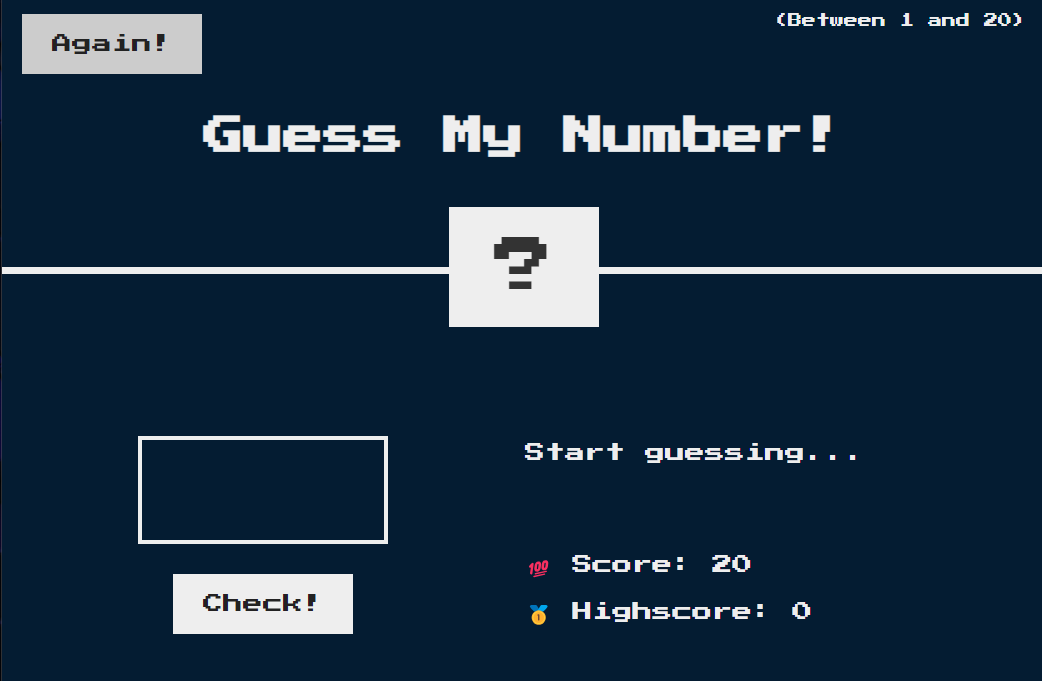 Again!
(Between 1 and 20)
Guess My Number!
?
Start guessing...
💯 Score: 20
Check!
🥇 Highscore: 0